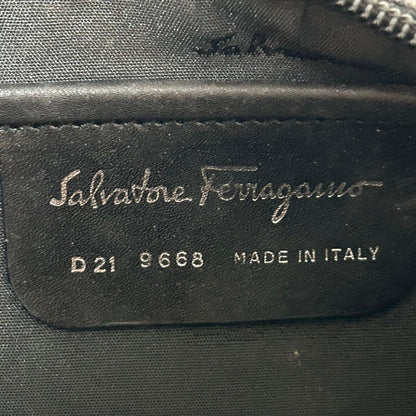 Salvatore Ferragamo
D21 9668 MADE IN ITALY